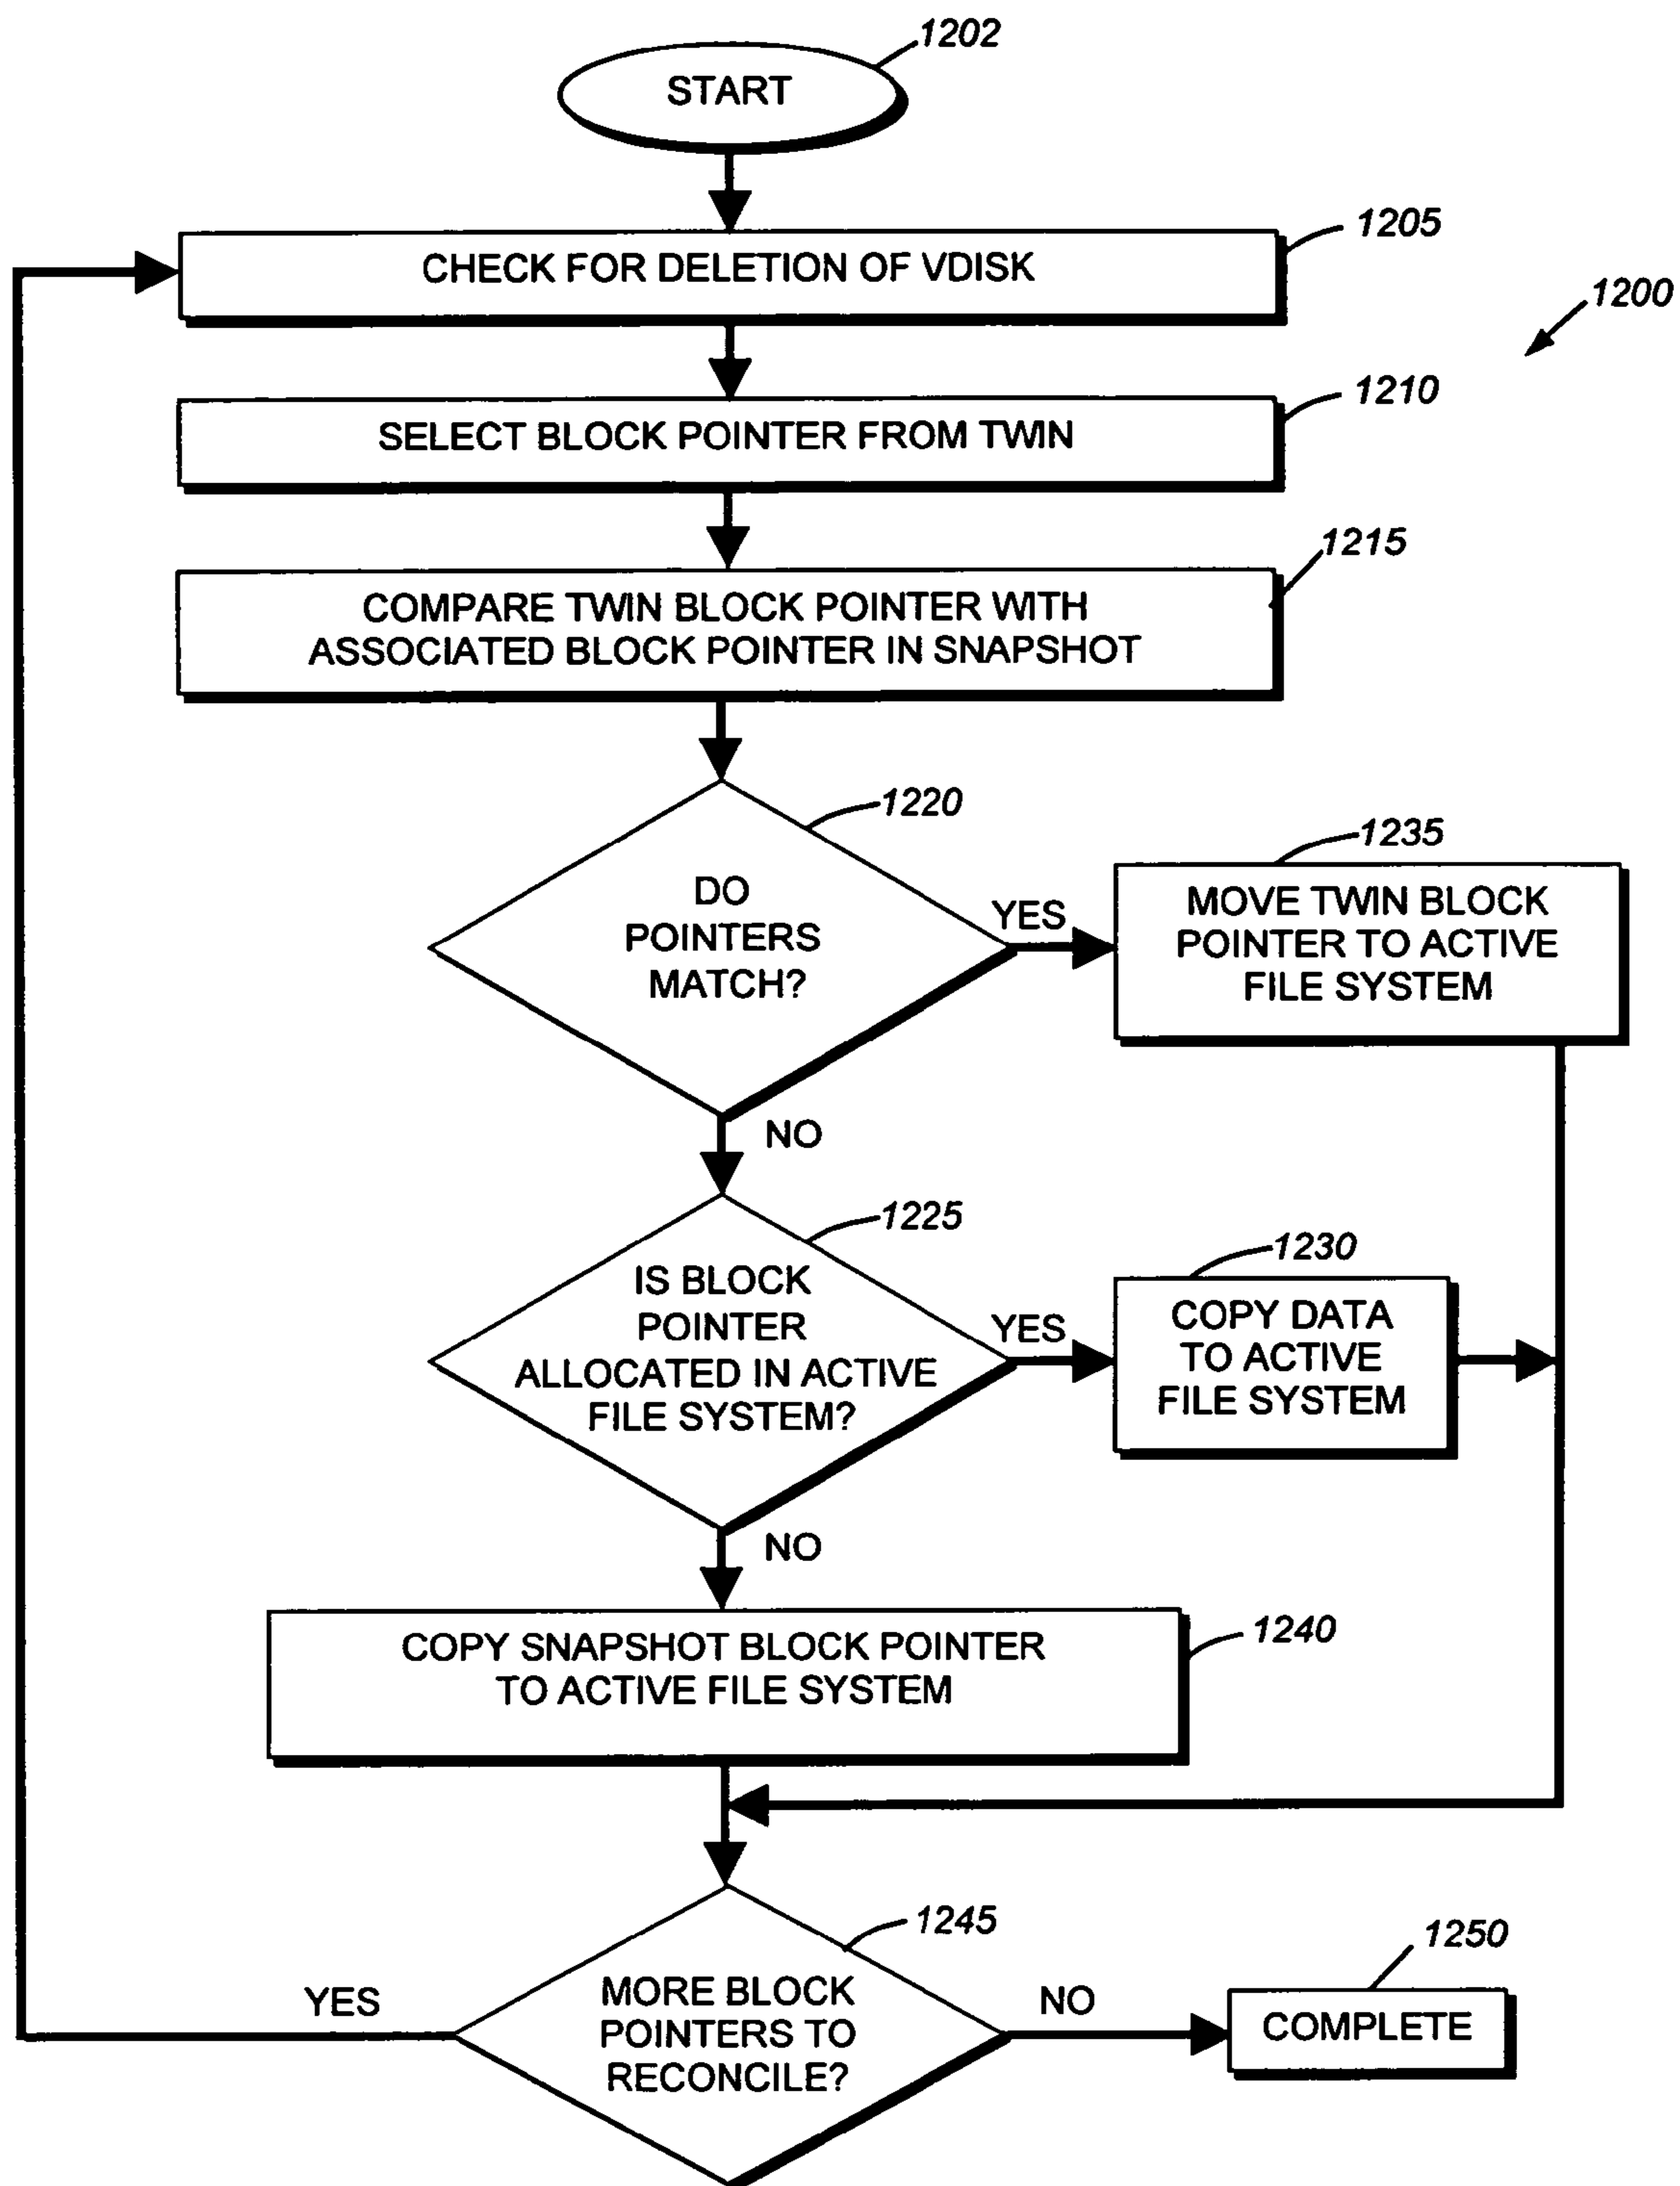 1202
START
1205
CHECK FOR DELETION OF VDISK
1200
1210
SELECT BLOCK POINTER FROM TWIN
1215
COMPARE TWIN BLOCK POINTER WITH
ASSOCIATED BLOCK POINTER IN SNAPSHOT
1220
DO
POINTERS
MATCH?
YES
1235
MOVE TWIN BLOCK
POINTER TO ACTIVE
FILE SYSTEM
NO
1225
IS BLOCK
POINTER
ALLOCATED IN ACTIVE
FILE SYSTEM?
YES
1230
COPY DATA
TO ACTIVE
FILE SYSTEM
NO
1240
COPY SNAPSHOT BLOCK POINTER
TO ACTIVE FILE SYSTEM
1245
MORE BLOCK
POINTERS TO
RECONCILE?
YES
NO
1250
COMPLETE